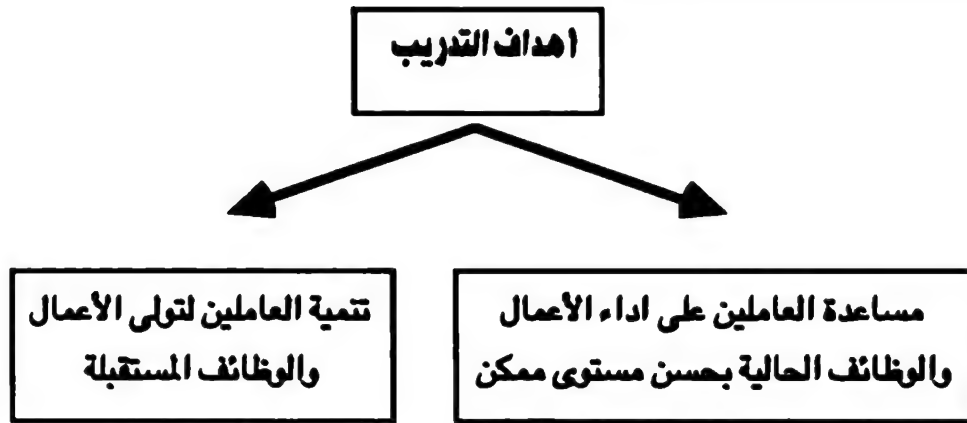 اهداف التدريب
مساعدة العاملين على اداء الأعمال
والوظائف الحالية بحسن مستوى ممكن
تنمية العاملين لتولى الأعمال
والوظائف المستقبلة